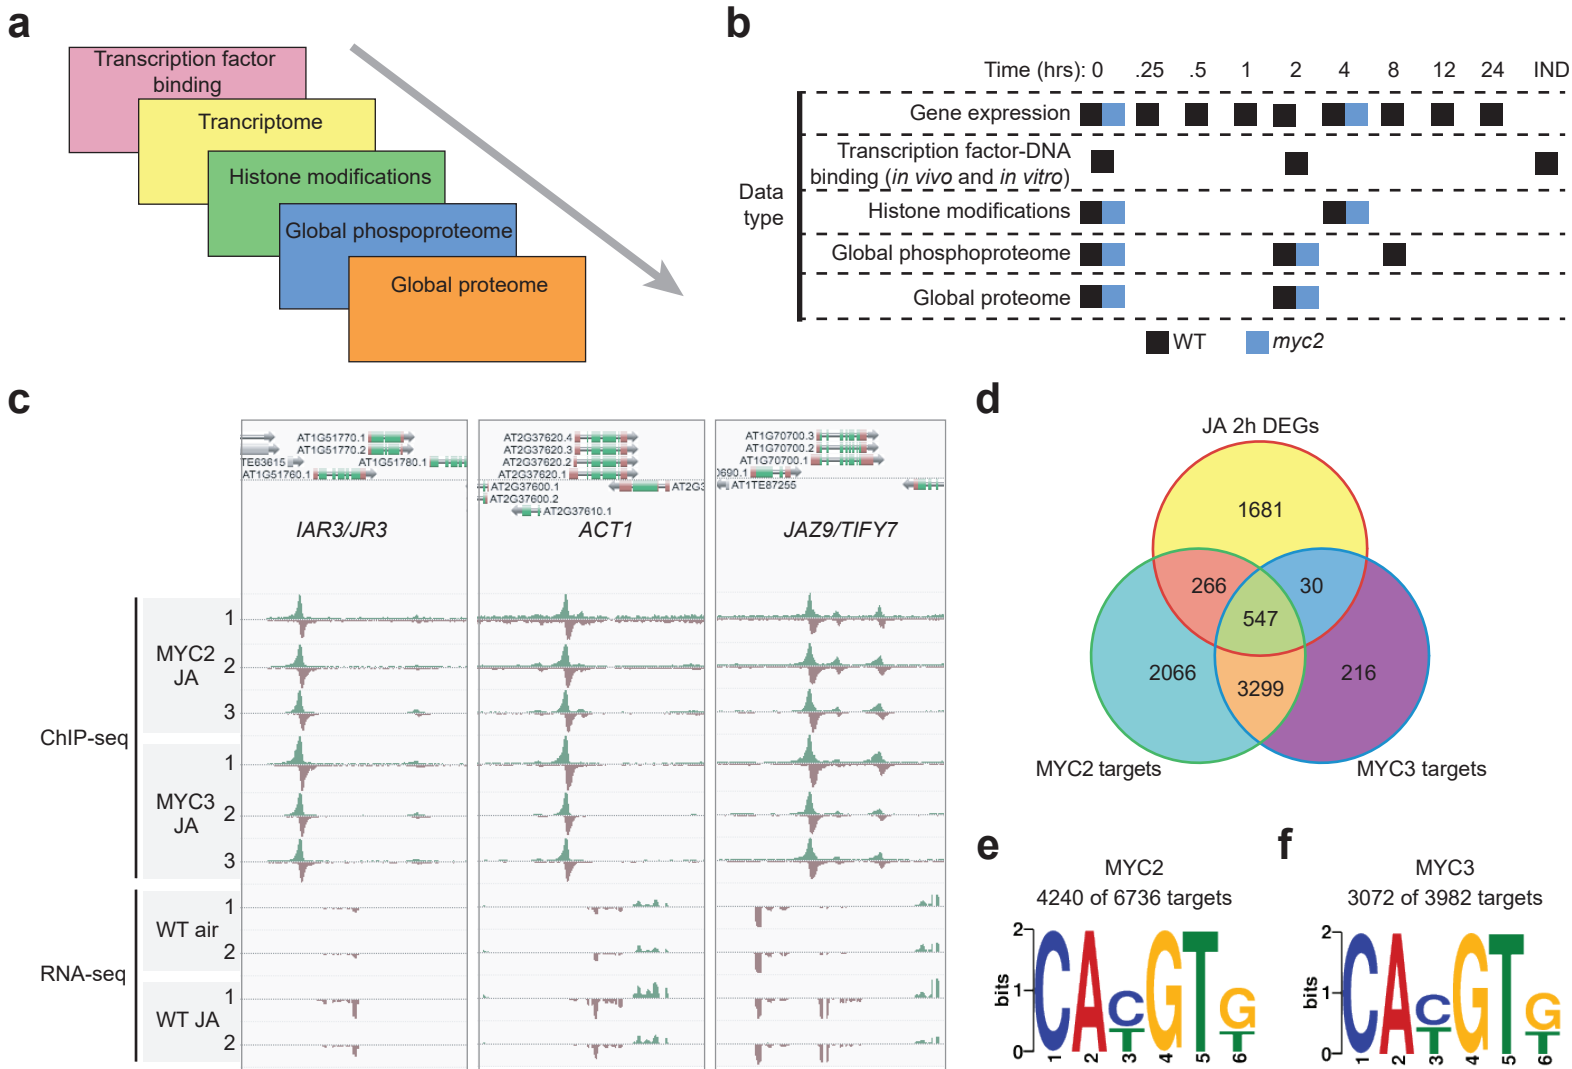 a
Transcription factor
binding
Trancriptome
Histone modifications
Global phospoproteome
Global proteome
b
Time (hrs): 0 .25 .5 1 2 4 8 12 24 IND
Data
type
Gene expression
Transcription factor-DNA
binding (in vivo and in vitro)
Histone modifications
Global phosphoproteome
Global proteome
WT myc2
c
AT1G51770.1
AT1G51770.2
TE63615 AT1G51780.1
AT1G51760.1
IAR3/JR3
AT2G37620.4
AT2G37620.3
AT2G37620.2
AT2G37620.1
AT2G37600.1 AT2G3
AT2G37600.2
AT2G37610.1
ACT1
AT1G70700.3
AT1G70700.2
0690.1 AT1G70700.1
AT1TE87255
JAZ9/TIFY7
ChIP-seq
MYC2
JA
1
2
3
MYC3
JA
1
2
3
RNA-seq
WT air
1
2
WT JA
1
2
d
JA 2h DEGs
1681
266 30
547
2066 3299 216
MYC2 targets MYC3 targets
e
MYC2
4240 of 6736 targets
bits
2
1
0
CACGTG
T T
1 2 3 4 5 6
f
MYC3
3072 of 3982 targets
bits
2
1
0
CACGTG
T T
1 2 3 4 5 6